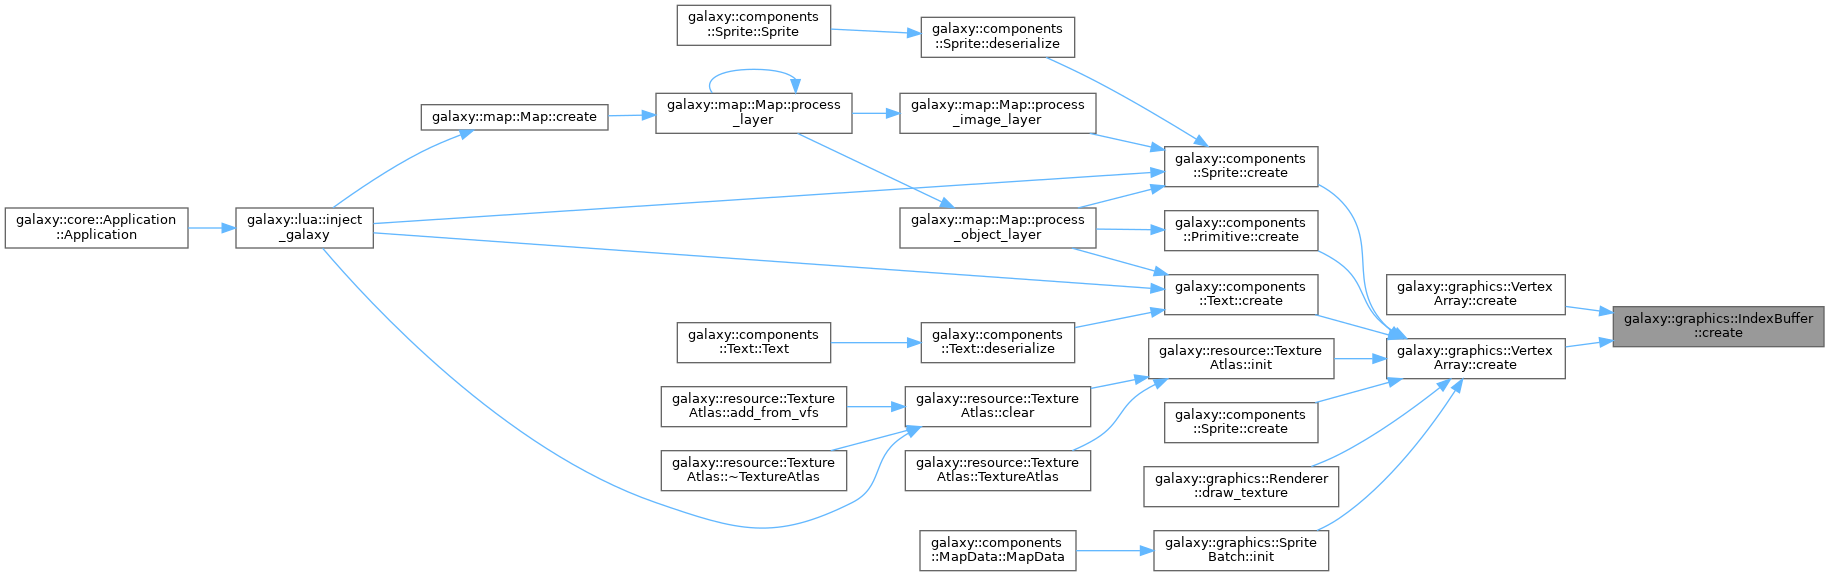 galaxy::components
::Sprite::Sprite
galaxy::components
::Sprite::deserialize
galaxy::map::Map::create
galaxy::map::Map::process
_layer
galaxy::map::Map::process
_image_layer
galaxy::components
::Sprite::create
galaxy::core::Application
::Application
galaxy::lua::inject
_galaxy
galaxy::map::Map::process
_object_layer
galaxy::components
::Primitive::create
galaxy::components
::Text::create
galaxy::graphics::Vertex
Array::create
galaxy::graphics::IndexBuffer
::create
galaxy::components
::Text::Text
galaxy::components
::Text::deserialize
galaxy::resource::Texture
Atlas::init
galaxy::graphics::Vertex
Array::create
galaxy::resource::Texture
Atlas::add_from_vfs
galaxy::resource::Texture
Atlas::clear
galaxy::components
::Sprite::create
galaxy::resource::Texture
Atlas::~TextureAtlas
galaxy::resource::Texture
Atlas::TextureAtlas
galaxy::graphics::Renderer
::draw_texture
galaxy::components
::MapData::MapData
galaxy::graphics::Sprite
Batch::init